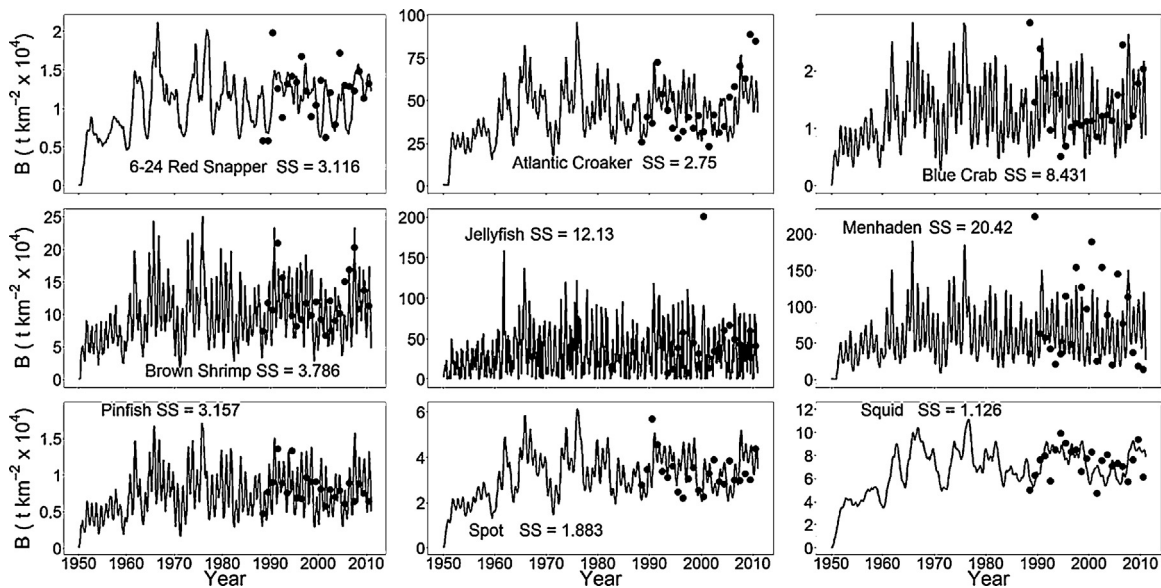 B ( t km⁻² x 10⁴)
2
1.5
1
0.5
0
6-24 Red Snapper SS = 3.116
100
75
50
25
0
Atlantic Croaker SS = 2.75
2
1
0
Blue Crab SS = 8.431
B ( t km⁻² x 10⁴)
25
20
15
10
5
0
Brown Shrimp SS = 3.786
200
150
100
50
0
Jellyfish SS = 12.13
200
150
100
50
0
Menhaden SS = 20.42
B ( t km⁻² x 10⁴)
1.5
1
0.5
0
Pinfish SS = 3.157
6
4
2
0
Spot SS = 1.883
12
10
8
6
4
2
0
Squid SS = 1.126
1950 1960 1970 1980 1990 2000 2010
Year
1950 1960 1970 1980 1990 2000 2010
Year
1950 1960 1970 1980 1990 2000 2010
Year